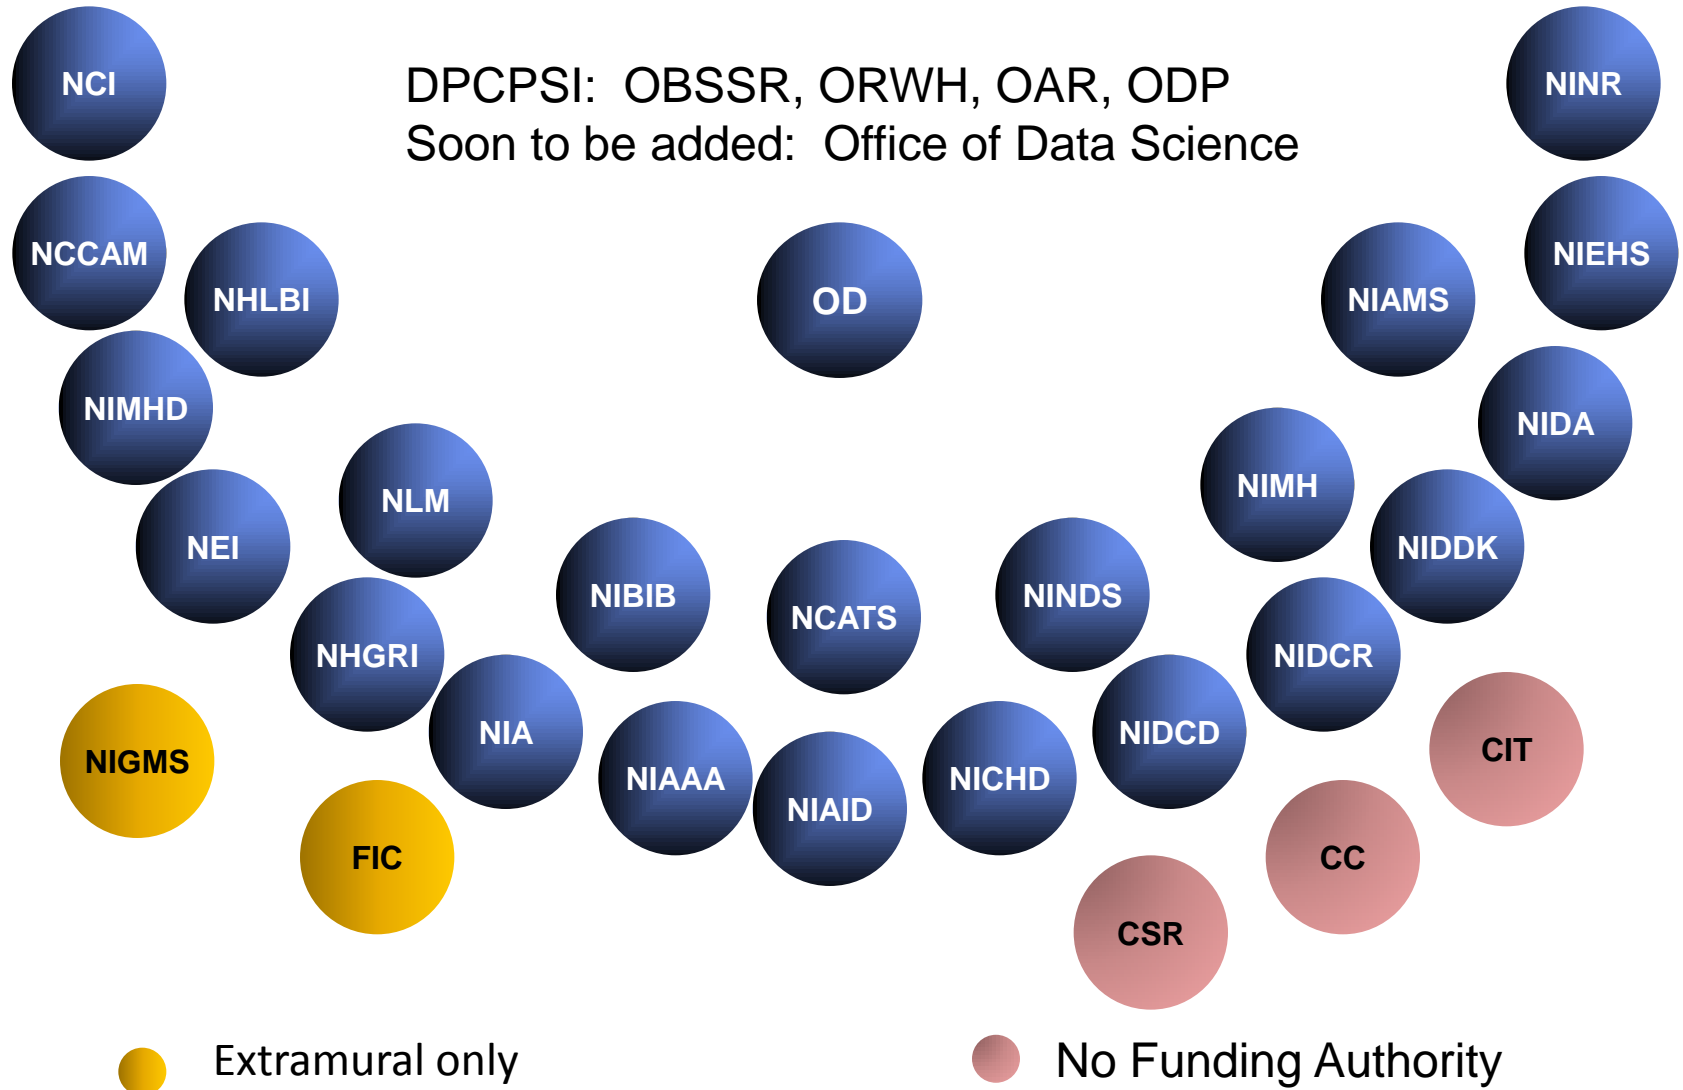 DPCPSI:  OBSSR, ORWH, OAR, ODP
Soon to be added:  Office of Data Science
NCI
NINR
NCCAM
NHLBI
OD
NIAMS
NIEHS
NIMHD
NLM
NIMH
NIDA
NEI
NIBIB
NCATS
NINDS
NIDDK
NHGRI
NIDCR
NIGMS
NIA
NIAAA
NIAID
NICHD
NIDCD
CIT
FIC
CSR
CC
Extramural only
No Funding Authority